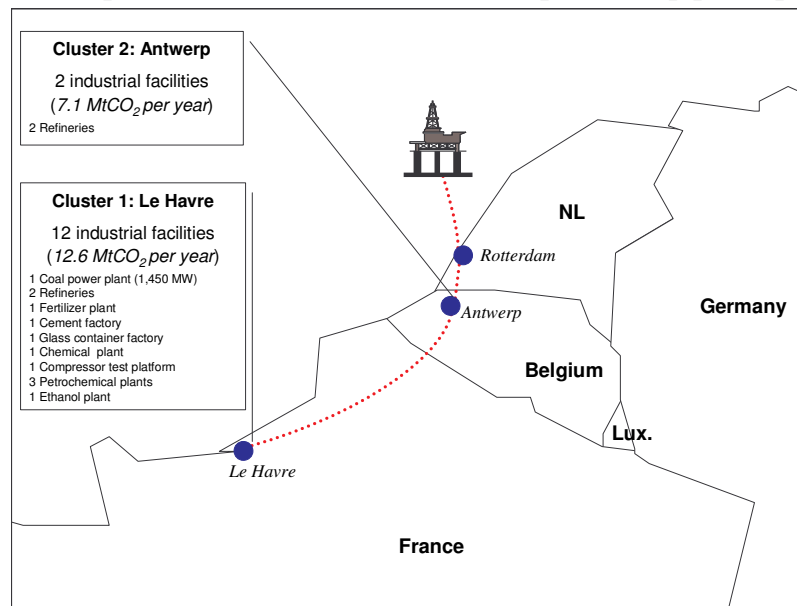 Cluster 2: Antwerp
2 industrial facilities
(7.1 MtCO₂ per year)
2 Refineries
Cluster 1: Le Havre
12 industrial facilities
(12.6 MtCO₂ per year)
1 Coal power plant (1,450 MW)
2 Refineries
1 Fertilizer plant
1 Cement factory
1 Glass container factory
1 Chemical plant
1 Compressor test platform
3 Petrochemical plants
1 Ethanol plant
NL
Rotterdam
Germany
Antwerp
Belgium
Lux.
Le Havre
France